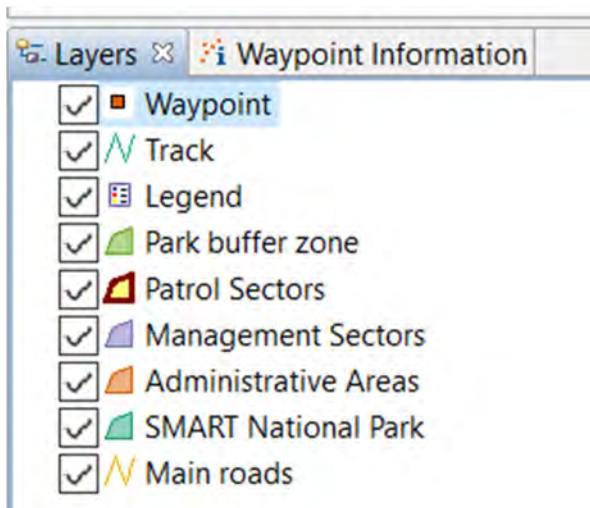 Layers Waypoint Information
Waypoint
Track
Legend
Park buffer zone
Patrol Sectors
Management Sectors
Administrative Areas
SMART National Park
Main roads